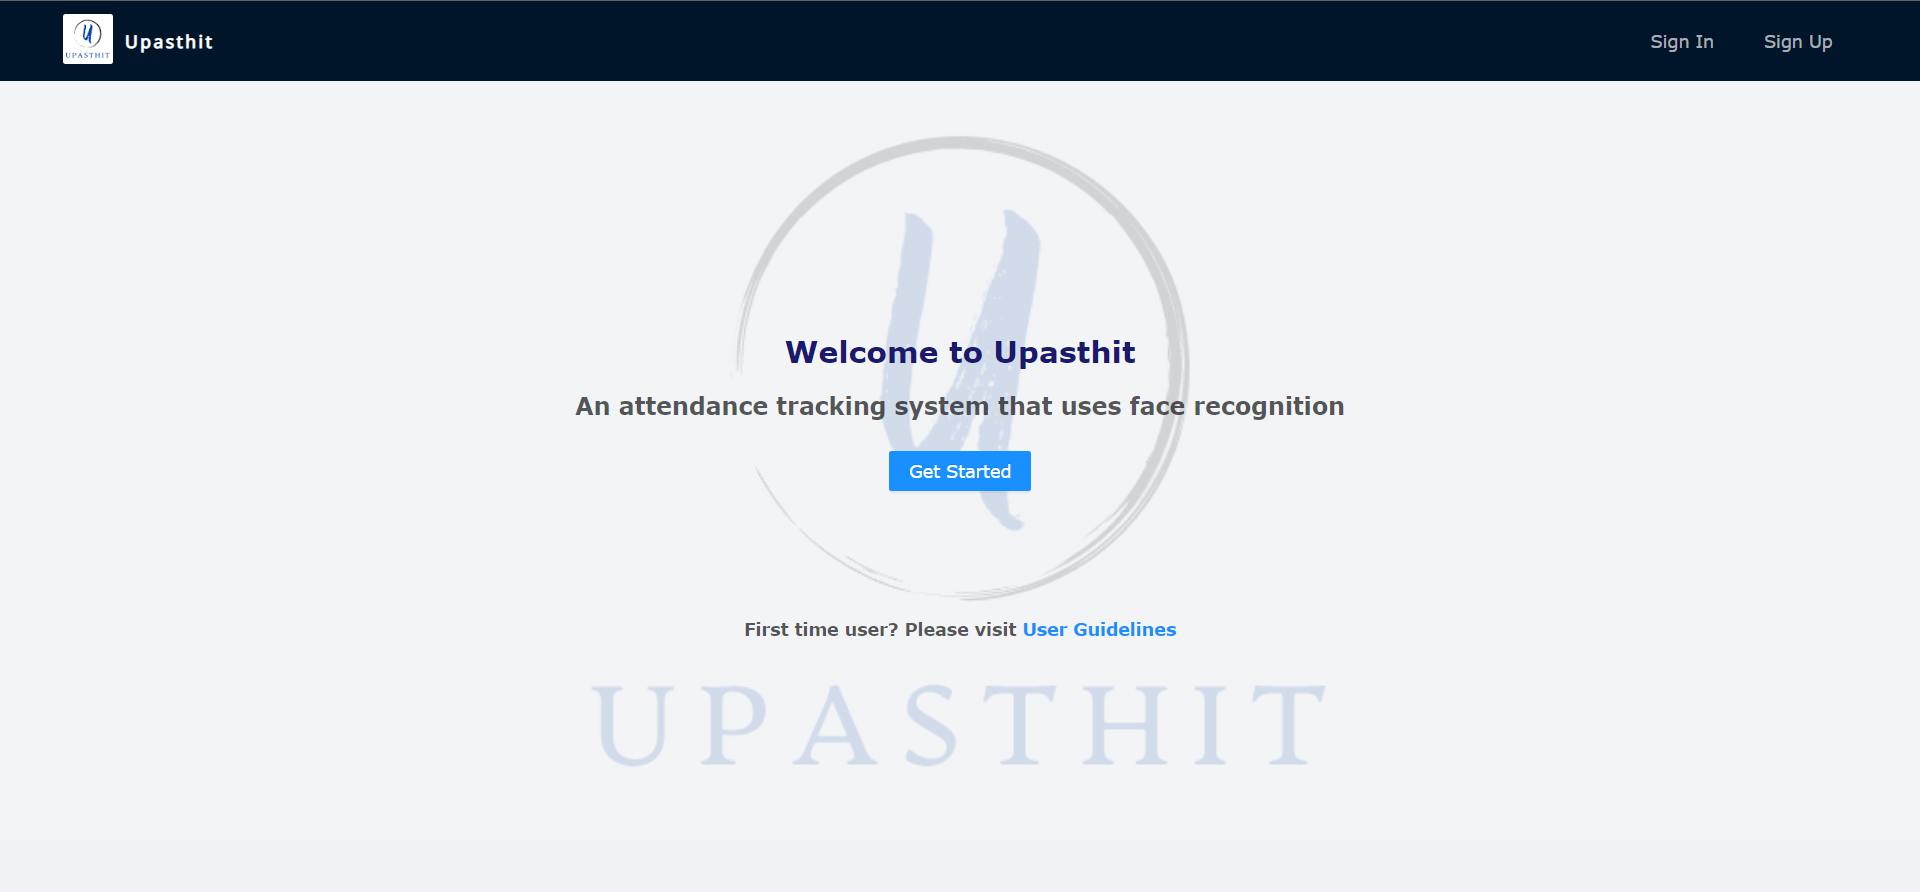 UPASTHIT
Upasthit
Sign In
Sign Up
Welcome to Upasthit
An attendance tracking system that uses face recognition
Get Started
First time user? Please visit User Guidelines
UPASTHIT